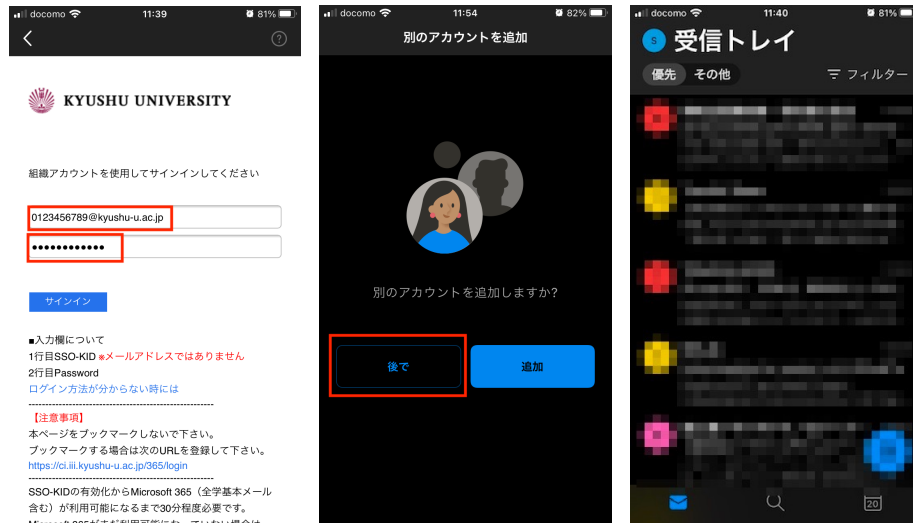 docomo 11:39 81%
KYUSHU UNIVERSITY
組織アカウントを使用してサインインしてください
0123456789@kyushu-u.ac.jp
サインイン
■入力欄について
1行目SSO-KID ※メールアドレスではありません
2行目Password
ログイン方法が分からない時には
【注意事項】
本ページをブックマークしないで下さい。
ブックマークする場合は次のURLを登録して下さい。
https://ci.iii.kyushu-u.ac.jp/365/login
SSO-KIDの有効化からMicrosoft 365（全学基本メール
含む）が利用可能になるまで30分程度必要です。
docomo 11:54 82%
別のアカウントを追加
別のアカウントを追加しますか?
後で 追加
docomo 11:40 81%
S 受信トレイ
優先 その他 フィルター
20